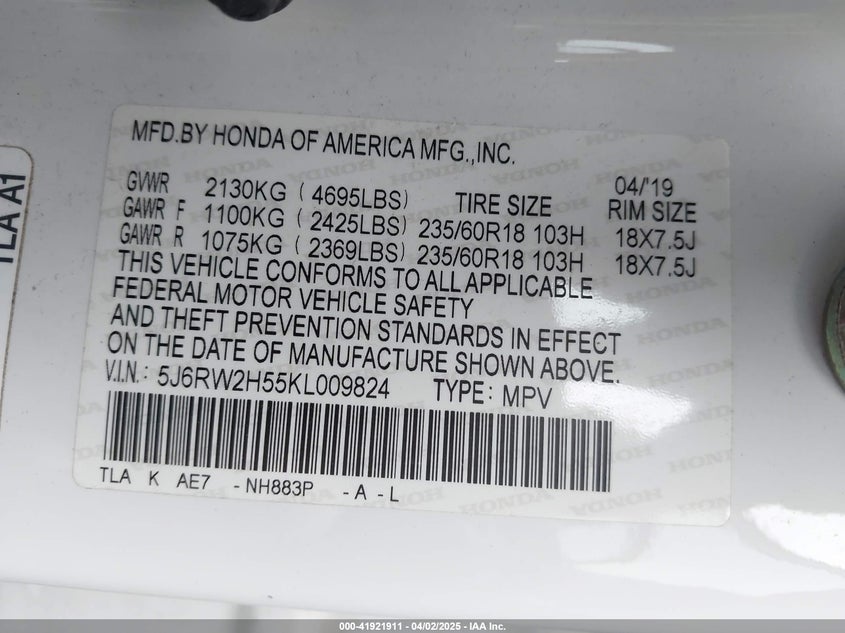 MFD.BY HONDA OF AMERICA MFG.,INC.
GVWR 2130KG ( 4695LBS) TIRE SIZE 04/'19 RIM SIZE
GAWR F 1100KG ( 2425LBS) 235/60R18 103H 18X7.5J
GAWR R 1075KG ( 2369LBS) 235/60R18 103H 18X7.5J
THIS VEHICLE CONFORMS TO ALL APPLICABLE
FEDERAL MOTOR VEHICLE SAFETY
AND THEFT PREVENTION STANDARDS IN EFFECT
ON THE DATE OF MANUFACTURE SHOWN ABOVE.
V.I.N.: 5J6RW2H55KL009824 TYPE: MPV
TLA K AE7 -NH883P -A -L
TLA A1
000-41921911 - 04/02/2025 - IAA Inc.